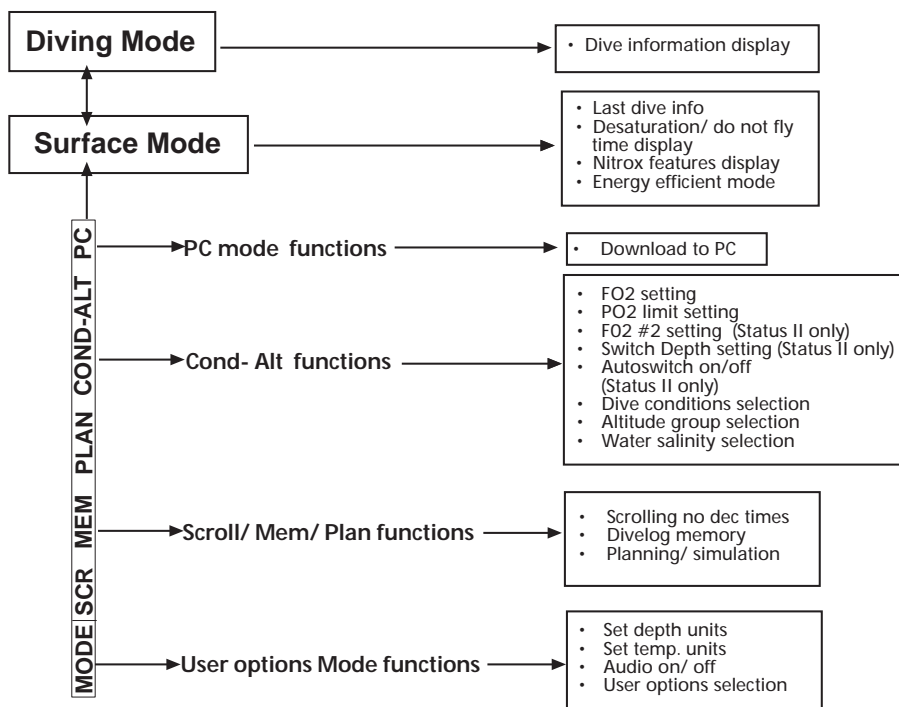 Diving Mode
• Dive information display
Surface Mode
• Last dive info
• Desaturation/ do not fly
time display
• Nitrox features display
• Energy efficient mode
MODE SCR MEM PLAN COND-ALT PC
PC mode functions
• Download to PC
Cond- Alt functions
• FO2 setting
• PO2 limit setting
• F02 #2 setting (Status II only)
• Switch Depth setting (Status II only)
• Autoswitch on/off
(Status II only)
• Dive conditions selection
• Altitude group selection
• Water salinity selection
Scroll/ Mem/ Plan functions
• Scrolling no dec times
• Divelog memory
• Planning/ simulation
User options Mode functions
• Set depth units
• Set temp. units
• Audio on/ off
• User options selection